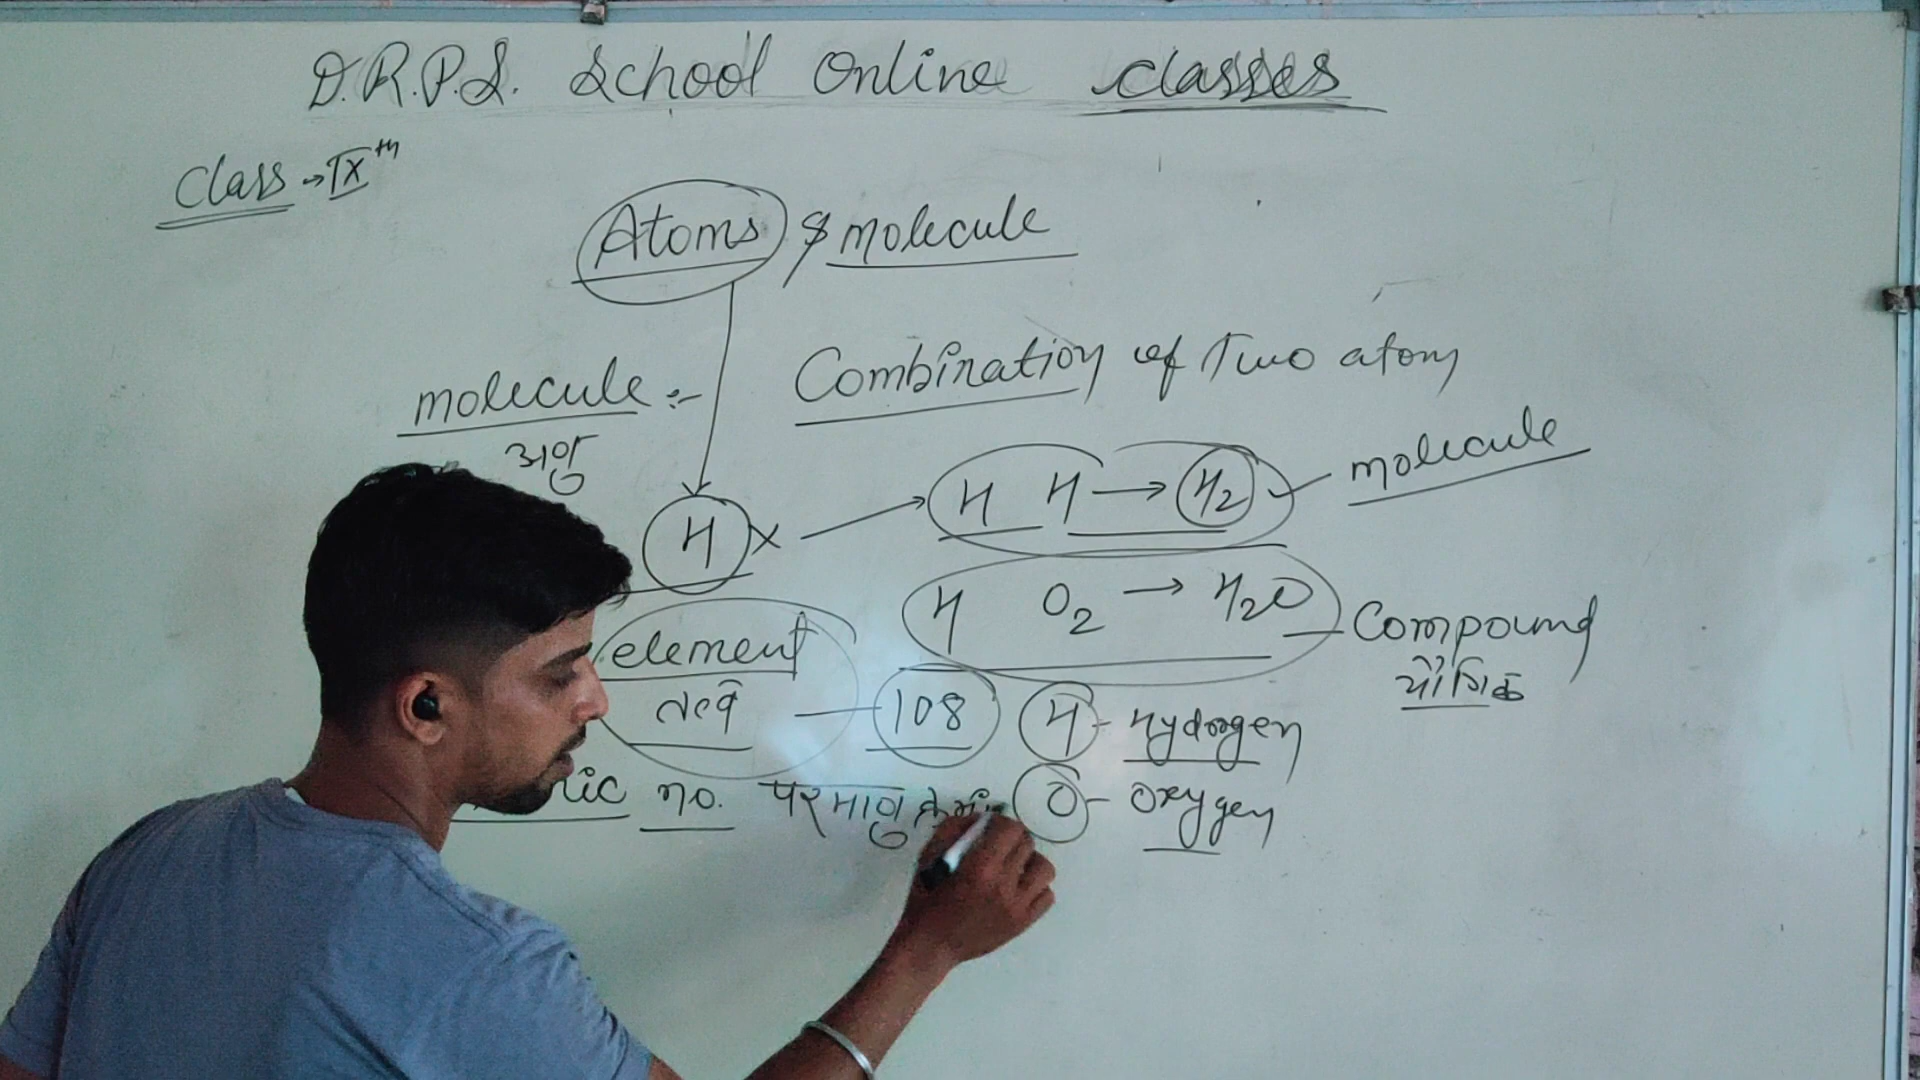 D.R.P.S. School Online classes
Class → IXth
Atoms & molecule
molecule :- Combination of Two atom
अणु
H × → H H → H2 - molecule
H O2 → H2O - Compound
यौगिक
element
तत्व - 108 H - Hydrogen
no. परमाणु O - Oxygen